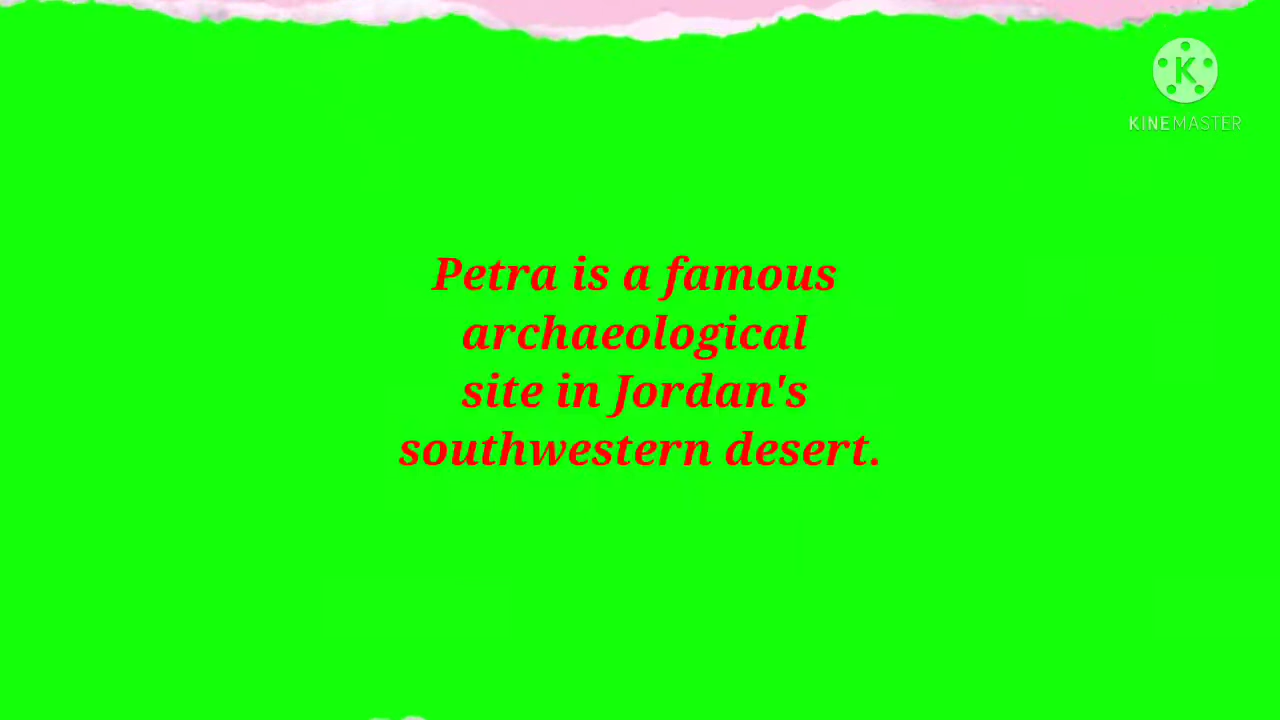 K
KINEMASTER
Petra is a famous
archaeological
site in Jordan's
southwestern desert.